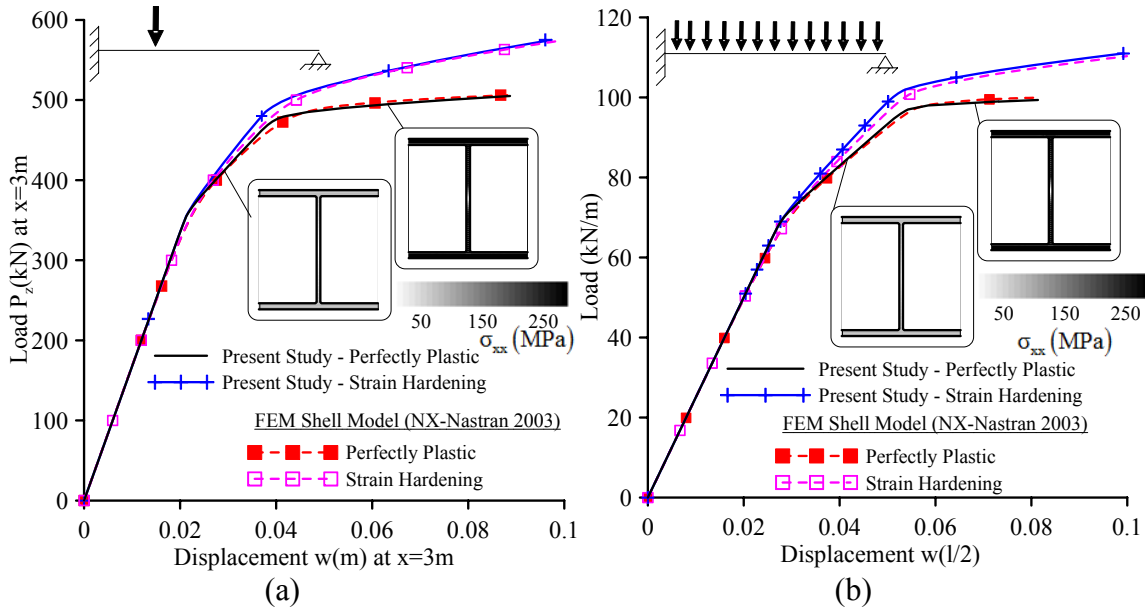 600
500
400
300
200
100
0
Load P_z(kN) at x=3m
50 150 250
σ_xx (MPa)
Present Study - Perfectly Plastic
Present Study - Strain Hardening
FEM Shell Model (NX-Nastran 2003)
Perfectly Plastic
Strain Hardening
0 0.02 0.04 0.06 0.08 0.1
Displacement w(m) at x=3m
(a)
120
100
80
60
40
20
0
Load (kN/m)
50 150 250
σ_xx (MPa)
Present Study - Perfectly Plastic
Present Study - Strain Hardening
FEM Shell Model (NX-Nastran 2003)
Perfectly Plastic
Strain Hardening
0 0.02 0.04 0.06 0.08 0.1
Displacement w(l/2)
(b)